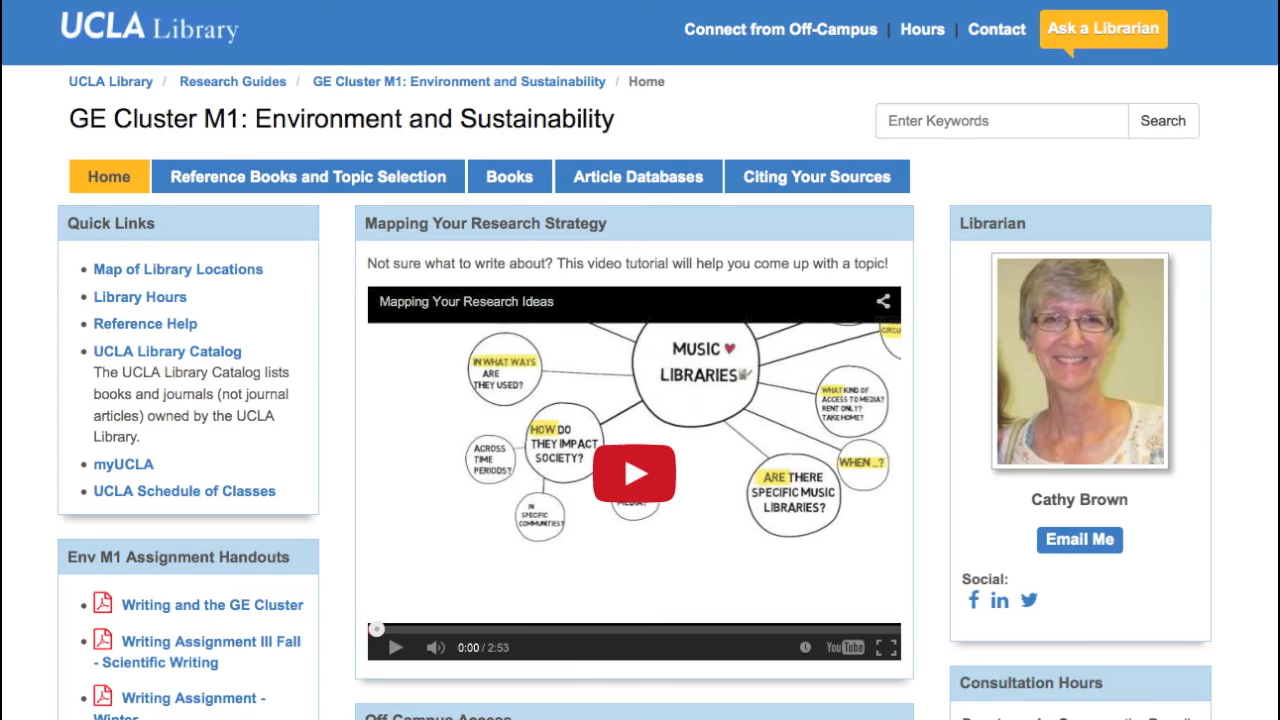 UCLA Library
Connect from Off-Campus | Hours | Contact
Ask a Librarian
UCLA Library / Research Guides / GE Cluster M1: Environment and Sustainability / Home
GE Cluster M1: Environment and Sustainability
Enter Keywords
Search
Home
Reference Books and Topic Selection
Books
Article Databases
Citing Your Sources
Quick Links
Map of Library Locations
Library Hours
Reference Help
UCLA Library Catalog
The UCLA Library Catalog lists
books and journals (not journal
articles) owned by the UCLA
Library.
myUCLA
UCLA Schedule of Classes
Env M1 Assignment Handouts
Writing and the GE Cluster
Writing Assignment III Fall
- Scientific Writing
Writing Assignment -
Winter
Mapping Your Research Strategy
Not sure what to write about? This video tutorial will help you come up with a topic!
Mapping Your Research Ideas
MUSIC
LIBRARIES
IN WHAT WAYS
ARE
THEY USED?
HOW DO
THEY IMPACT
SOCIETY?
ACROSS
TIME
PERIODS?
IN
SPECIFIC
COMMUNITIES?
WHAT KIND OF
ACCESS TO MEDIA?
RENT ONLY?
TAKE HOME?
WHEN ..?
ARE THERE
SPECIFIC MUSIC
LIBRARIES?
0:00 / 2:53
YouTube
Off-Campus Access
Librarian
Cathy Brown
Email Me
Social:
Consultation Hours